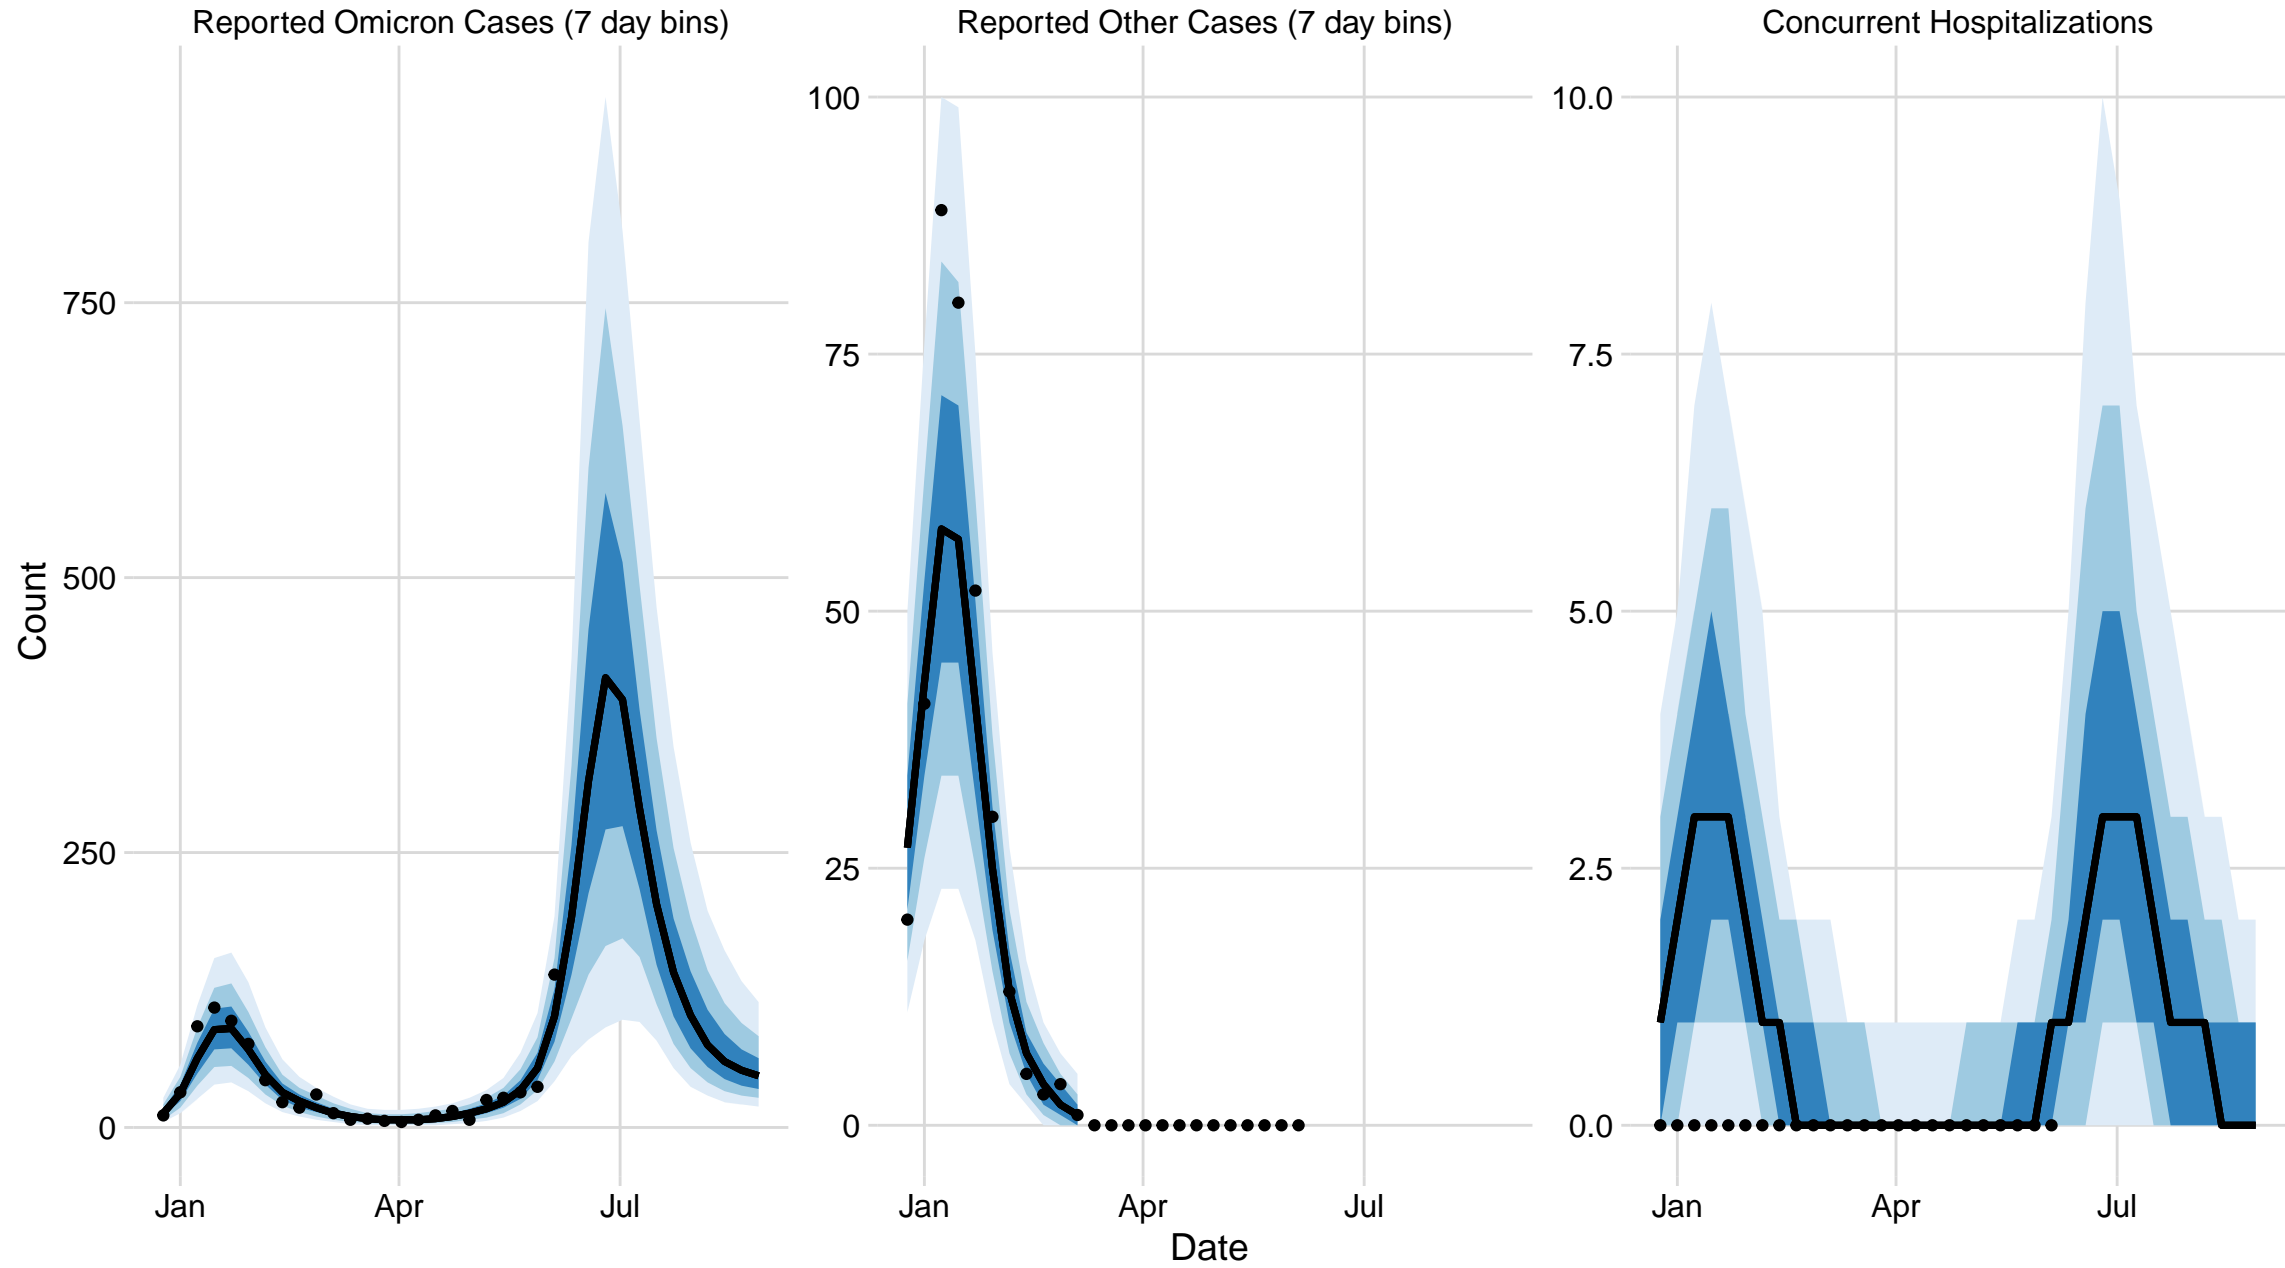 Reported Omicron Cases (7 day bins)
Reported Other Cases (7 day bins)
Concurrent Hospitalizations
Count
750
500
250
0
100
75
50
25
0
10.0
7.5
5.0
2.5
0.0
Jan Apr Jul
Jan Apr Jul
Jan Apr Jul
Date